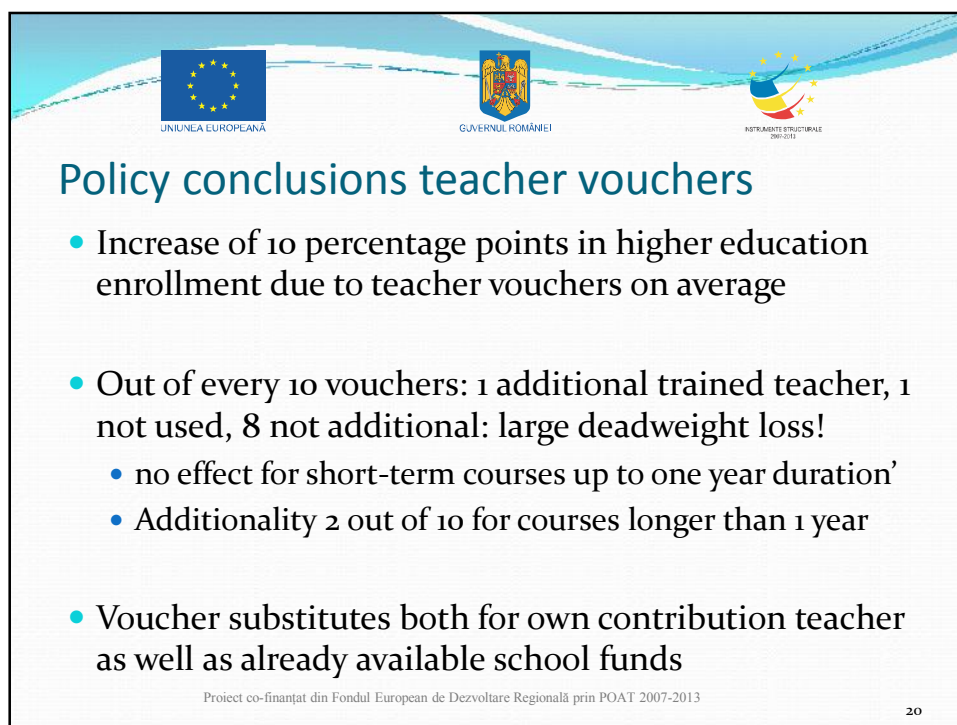 UNIUNEA EUROPEANĂ
GUVERNUL ROMÂNIEI
INSTRUMENTE STRUCTURALE
2007-2013
Policy conclusions teacher vouchers
Increase of 10 percentage points in higher education
enrollment due to teacher vouchers on average
Out of every 10 vouchers: 1 additional trained teacher, 1
not used, 8 not additional: large deadweight loss!
no effect for short-term courses up to one year duration’
Additionality 2 out of 10 for courses longer than 1 year
Voucher substitutes both for own contribution teacher
as well as already available school funds
Proiect co-finanţat din Fondul European de Dezvoltare Regională prin POAT 2007-2013
20